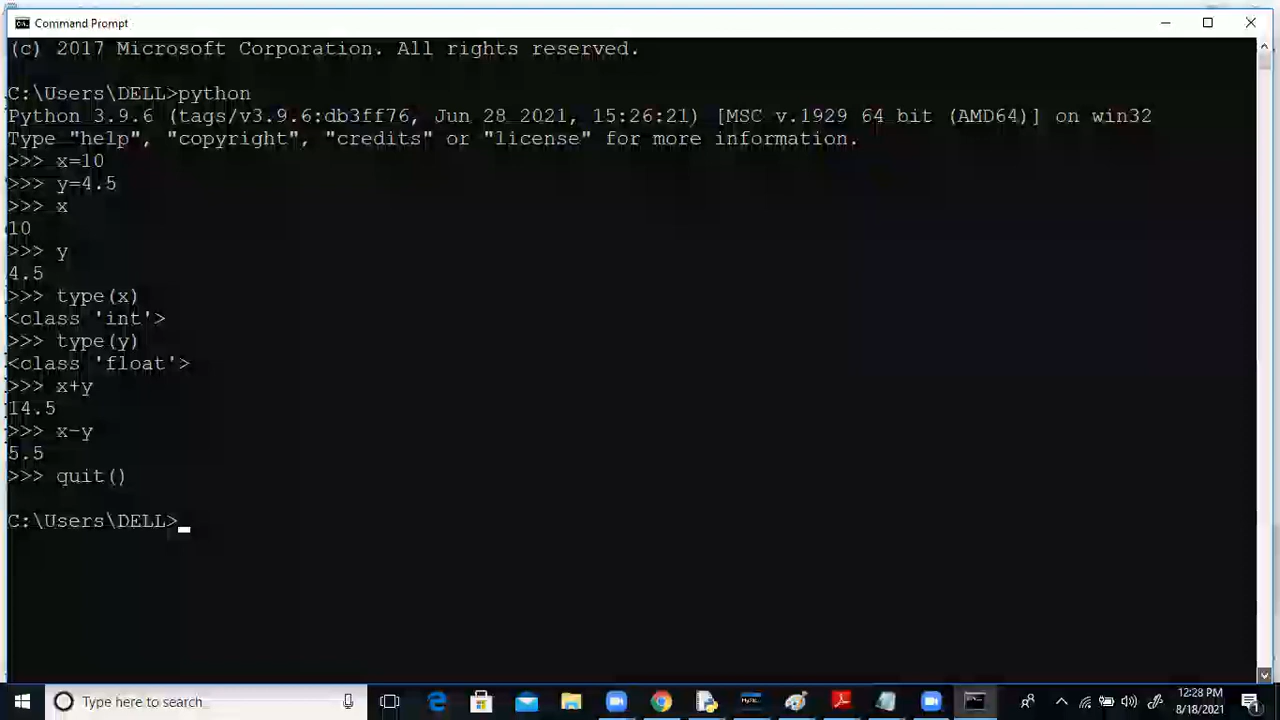 Command Prompt
(c) 2017 Microsoft Corporation. All rights reserved.
C:\Users\DELL>python
Python 3.9.6 (tags/v3.9.6:db3ff76, Jun 28 2021, 15:26:21) [MSC v.1929 64 bit (AMD64)] on win32
Type "help", "copyright", "credits" or "license" for more information.
>>> x=10
>>> y=4.5
>>> x
10
>>> y
4.5
>>> type(x)
<class 'int'>
>>> type(y)
<class 'float'>
>>> x+y
14.5
>>> x-y
5.5
>>> quit()
C:\Users\DELL>
Type here to search
12:28 PM
8/18/2021